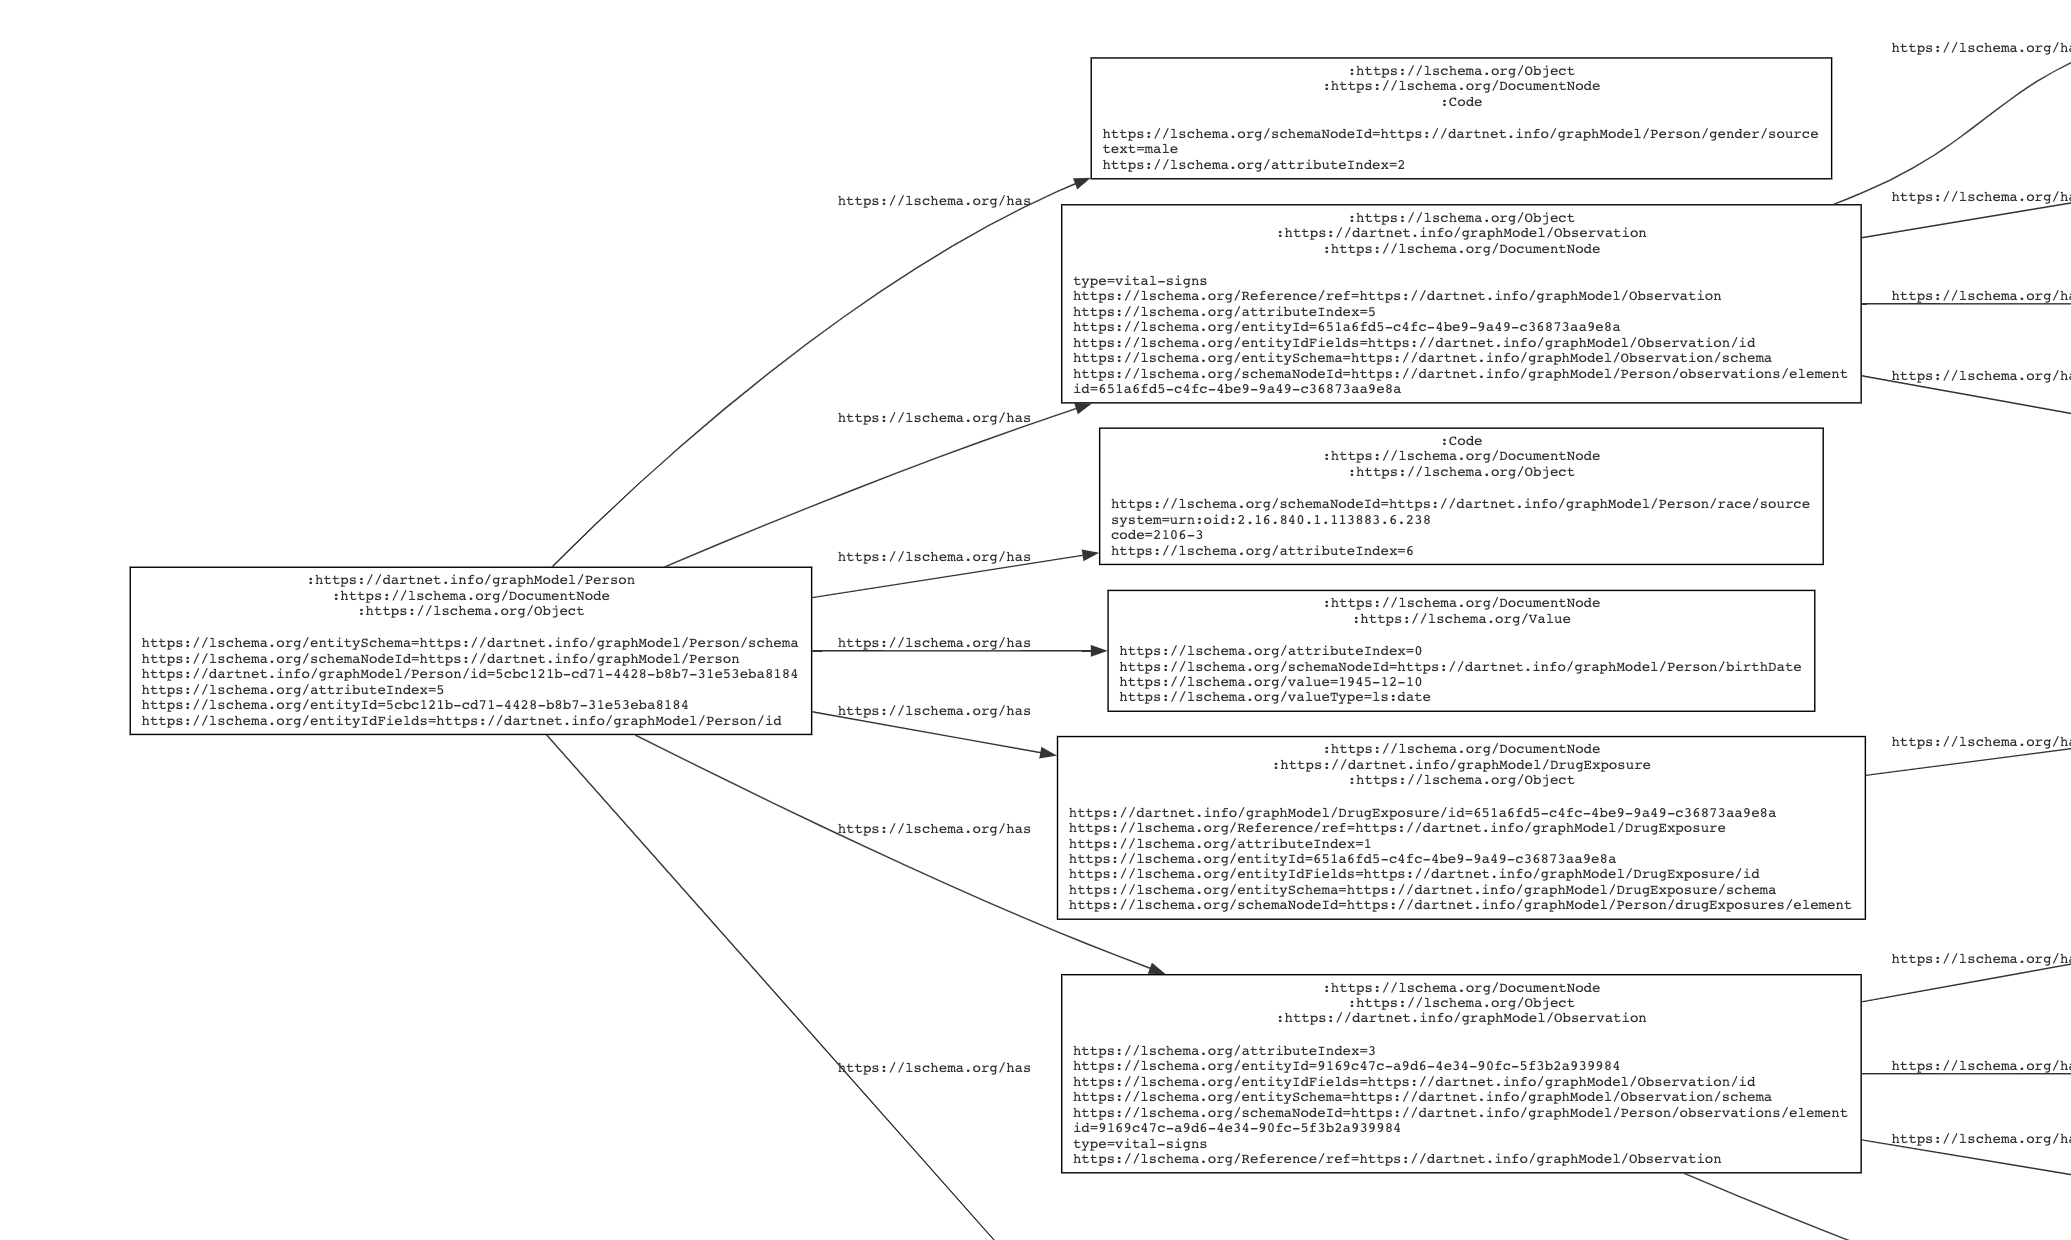 https://lschema.org/ha
:https://lschema.org/Object
:https://lschema.org/DocumentNode
:Code
https://lschema.org/schemaNodeId=https://dartnet.info/graphModel/Person/gender/source
text=male
https://lschema.org/attributeIndex=2
https://lschema.org/has
https://lschema.org/ha
:https://lschema.org/Object
:https://dartnet.info/graphModel/Observation
:https://lschema.org/DocumentNode
type=vital-signs
https://lschema.org/Reference/ref=https://dartnet.info/graphModel/Observation
https://lschema.org/attributeIndex=5
https://lschema.org/entityId=651a6fd5-c4fc-4be9-9a49-c36873aa9e8a
https://lschema.org/entityIdFields=https://dartnet.info/graphModel/Observation/id
https://lschema.org/entitySchema=https://dartnet.info/graphModel/Observation/schema
https://lschema.org/schemaNodeId=https://dartnet.info/graphModel/Person/observations/element
id=651a6fd5-c4fc-4be9-9a49-c36873aa9e8a
https://lschema.org/ha
https://lschema.org/ha
https://lschema.org/has
:Code
:https://lschema.org/DocumentNode
:https://lschema.org/Object
https://lschema.org/schemaNodeId=https://dartnet.info/graphModel/Person/race/source
system=urn:oid:2.16.840.1.113883.6.238
code=2106-3
https://lschema.org/attributeIndex=6
https://lschema.org/has
:https://dartnet.info/graphModel/Person
:https://lschema.org/DocumentNode
:https://lschema.org/Object
https://lschema.org/entitySchema=https://dartnet.info/graphModel/Person/schema
https://lschema.org/schemaNodeId=https://dartnet.info/graphModel/Person
https://dartnet.info/graphModel/Person/id=5cbc121b-cd71-4428-b8b7-31e53eba8184
https://lschema.org/attributeIndex=5
https://lschema.org/entityId=5cbc121b-cd71-4428-b8b7-31e53eba8184
https://lschema.org/entityIdFields=https://dartnet.info/graphModel/Person/id
https://lschema.org/has
:https://lschema.org/DocumentNode
:https://lschema.org/Value
https://lschema.org/attributeIndex=0
https://lschema.org/schemaNodeId=https://dartnet.info/graphModel/Person/birthDate
https://lschema.org/value=1945-12-10
https://lschema.org/valueType=ls:date
https://lschema.org/has
:https://lschema.org/DocumentNode
:https://dartnet.info/graphModel/DrugExposure
:https://lschema.org/Object
https://dartnet.info/graphModel/DrugExposure/id=651a6fd5-c4fc-4be9-9a49-c36873aa9e8a
https://lschema.org/Reference/ref=https://dartnet.info/graphModel/DrugExposure
https://lschema.org/attributeIndex=1
https://lschema.org/entityId=651a6fd5-c4fc-4be9-9a49-c36873aa9e8a
https://lschema.org/entityIdFields=https://dartnet.info/graphModel/DrugExposure/id
https://lschema.org/entitySchema=https://dartnet.info/graphModel/DrugExposure/schema
https://lschema.org/schemaNodeId=https://dartnet.info/graphModel/Person/drugExposures/element
https://lschema.org/ha
https://lschema.org/has
:https://lschema.org/DocumentNode
:https://lschema.org/Object
:https://dartnet.info/graphModel/Observation
https://lschema.org/attributeIndex=3
https://lschema.org/entityId=9169c47c-a9d6-4e34-90fc-5f3b2a939984
https://lschema.org/entityIdFields=https://dartnet.info/graphModel/Observation/id
https://lschema.org/entitySchema=https://dartnet.info/graphModel/Observation/schema
https://lschema.org/schemaNodeId=https://dartnet.info/graphModel/Person/observations/element
id=9169c47c-a9d6-4e34-90fc-5f3b2a939984
type=vital-signs
https://lschema.org/Reference/ref=https://dartnet.info/graphModel/Observation
https://lschema.org/has
https://lschema.org/ha
https://lschema.org/ha
https://lschema.org/ha